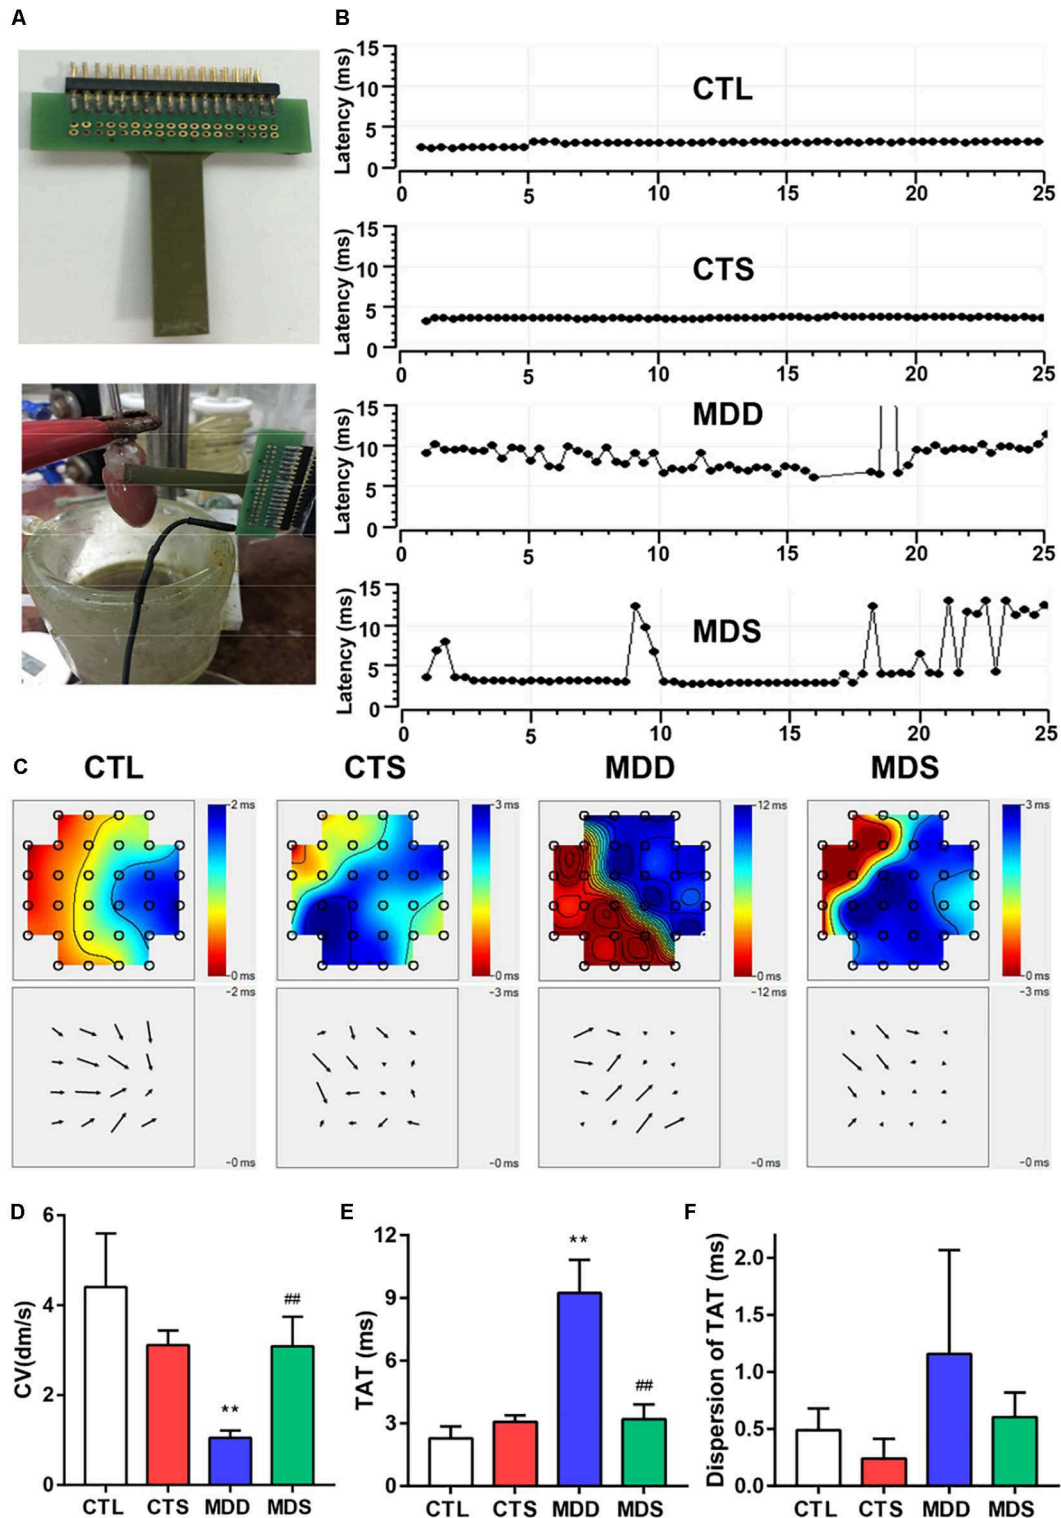 A
B
15
10
5
0
Latency (ms)
CTL
0 5 10 15 20 25
15
10
5
0
Latency (ms)
CTS
0 5 10 15 20 25
15
10
5
0
Latency (ms)
MDD
0 5 10 15 20 25
15
10
5
0
Latency (ms)
MDS
0 5 10 15 20 25
C
CTL CTS MDD MDS
2 ms
0 ms
3 ms
0 ms
12 ms
0 ms
3 ms
0 ms
2 ms
0 ms
3 ms
0 ms
12 ms
0 ms
3 ms
0 ms
D
6
4
2
0
CV(dm/s)
**
##
CTL CTS MDD MDS
E
12
9
6
3
0
TAT (ms)
**
##
CTL CTS MDD MDS
F
2.0
1.5
1.0
0.5
0.0
Dispersion of TAT (ms)
CTL CTS MDD MDS